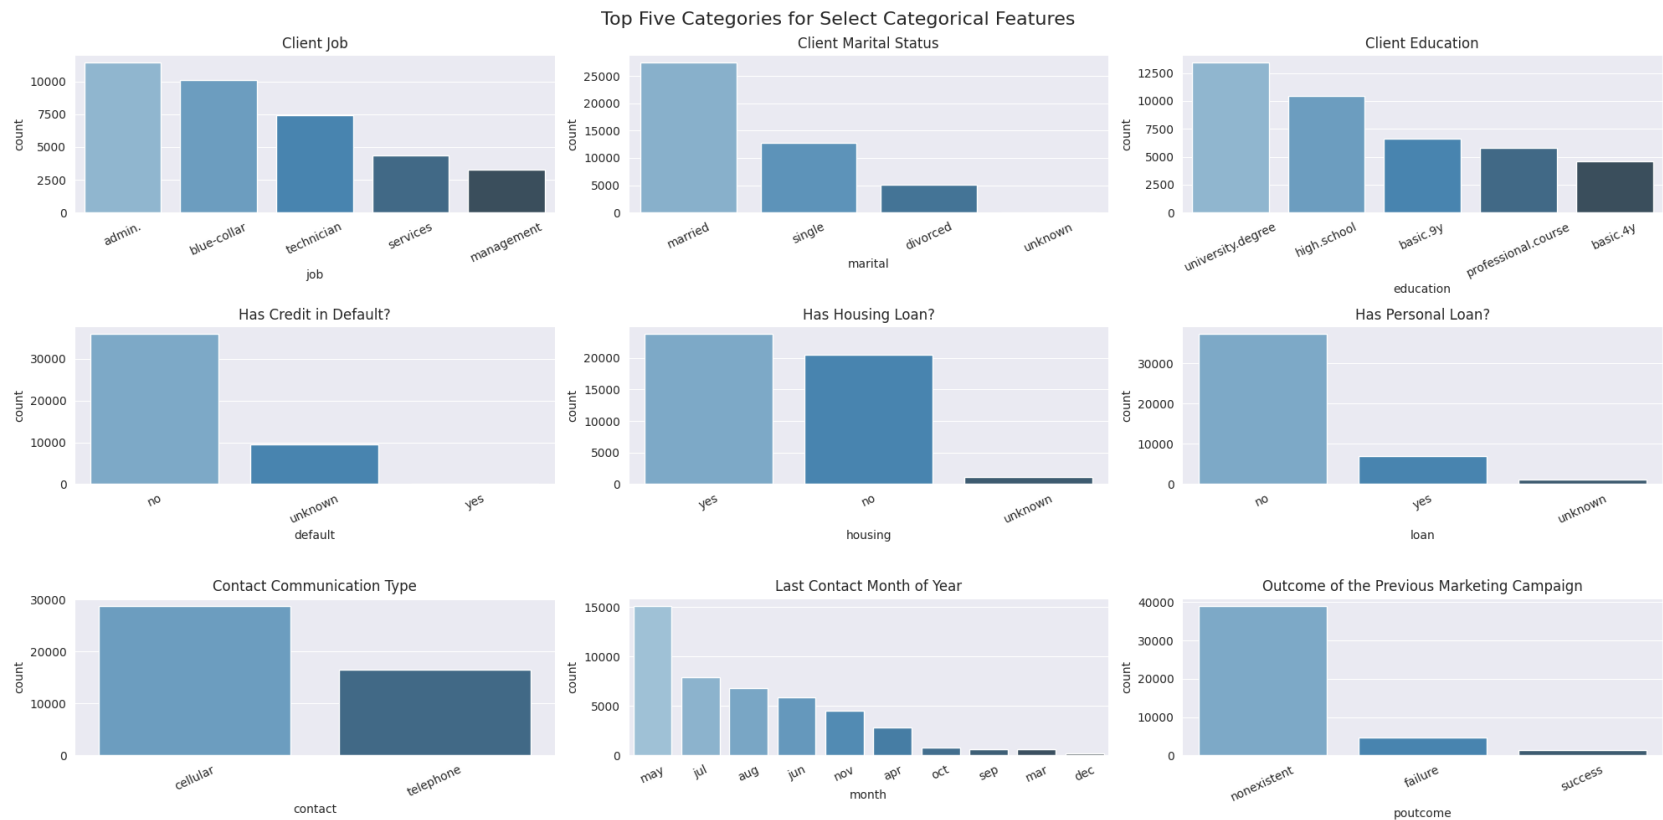 Top Five Categories for Select Categorical Features
Client Job
count
10000
7500
5000
2500
0
admin.
blue-collar
technician
services
management
job
Client Marital Status
count
25000
20000
15000
10000
5000
0
married
single
divorced
unknown
marital
Client Education
count
12500
10000
7500
5000
2500
0
university.degree
high.school
basic.9y
professional.course
basic.4y
education
Has Credit in Default?
count
30000
20000
10000
0
no
unknown
yes
default
Has Housing Loan?
count
20000
15000
10000
5000
0
yes
no
unknown
housing
Has Personal Loan?
count
30000
20000
10000
0
no
yes
unknown
loan
Contact Communication Type
count
30000
20000
10000
0
cellular
telephone
contact
Last Contact Month of Year
count
15000
10000
5000
0
may
jul
aug
jun
nov
apr
oct
sep
mar
dec
month
Outcome of the Previous Marketing Campaign
count
40000
30000
20000
10000
0
nonexistent
failure
success
poutcome